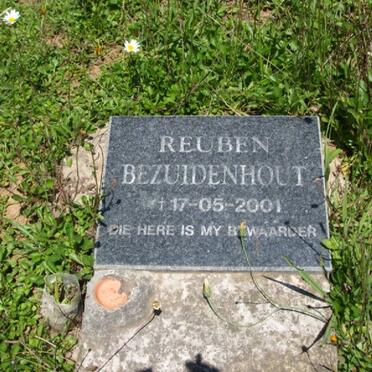 REUBEN
BEZUIDENHOUT
*† 17-05-2001
DIE HERE IS MY BEWAARDER